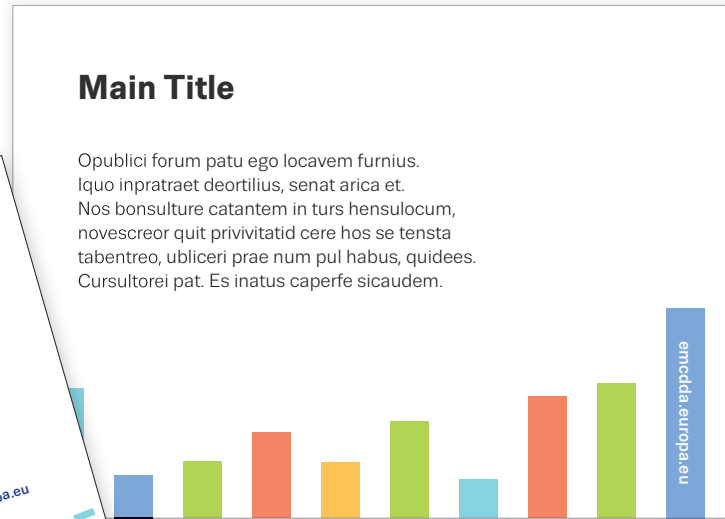 Main Title
Opublici forum patu ego locavem furnius.
Iquo inpratraet deortilius, senat arica et.
Nos bonsulture catantem in turs hensulocum,
novescreor quit privivitatid cere hos se tensta
tabentreo, ubliceri prae num pul habus, quidees.
Cursultorei pat. Es inatus caperfe sicaudem.
emcdda.europa.eu
pa.eu